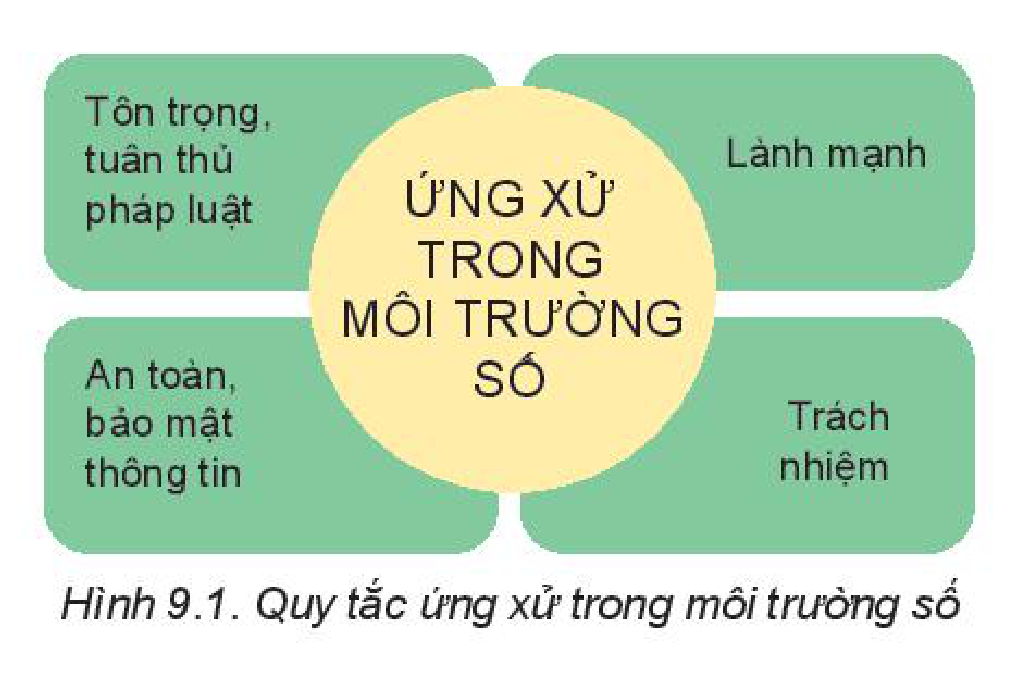 Tôn trọng,
tuân thủ
pháp luật
Lành mạnh
ỨNG XỬ
TRONG
MÔI TRƯỜNG
SỐ
An toàn,
bảo mật
thông tin
Trách
nhiệm
Hình 9.1. Quy tắc ứng xử trong môi trường số